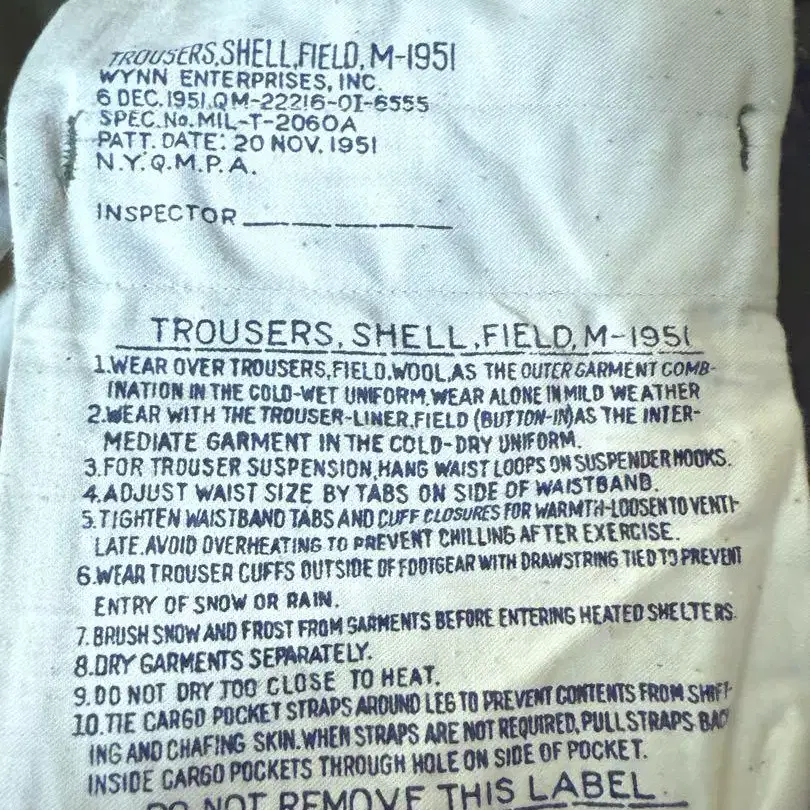 TROUSERS, SHELL, FIELD, M-1951
WYNN ENTERPRISES, INC.
6 DEC. 1951, QM-22216-OI-6555
SPEC. No. MIL-T-2060A
PATT. DATE: 20 NOV. 1951
N.Y.Q.M.P.A.
INSPECTOR
TROUSERS, SHELL, FIELD, M-1951
1.WEAR OVER TROUSERS, FIELD, WOOL, AS THE OUTER GARMENT COMB-
INATION IN THE COLD-WET UNIFORM. WEAR ALONE IN MILD WEATHER
2.WEAR WITH THE TROUSER-LINER, FIELD (BUTTON-IN) AS THE INTER-
MEDIATE GARMENT IN THE COLD-DRY UNIFORM.
3.FOR TROUSER SUSPENSION, HANG WAIST LOOPS ON SUSPENDER HOOKS.
4.ADJUST WAIST SIZE BY TABS ON SIDE OF WAISTBAND.
5.TIGHTEN WAISTBAND TABS AND CUFF CLOSURES FOR WARMTH-LOOSEN TO VENTI-
LATE. AVOID OVERHEATING TO PREVENT CHILLING AFTER EXERCISE.
6.WEAR TROUSER CUFFS OUTSIDE OF FOOTGEAR WITH DRAWSTRING TIED TO PREVENT
ENTRY OF SNOW OR RAIN.
7. BRUSH SNOW AND FROST FROM GARMENTS BEFORE ENTERING HEATED SHELTERS.
8.DRY GARMENTS SEPARATELY.
9.DO NOT DRY TOO CLOSE TO HEAT.
10.TIE CARGO POCKET STRAPS AROUND LEG TO PREVENT CONTENTS FROM SHIFT-
ING AND CHAFING SKIN. WHEN STRAPS ARE NOT REQUIRED, PULL STRAPS BAC
INSIDE CARGO POCKETS THROUGH HOLE ON SIDE OF POCKET.
DO NOT REMOVE THIS LABEL